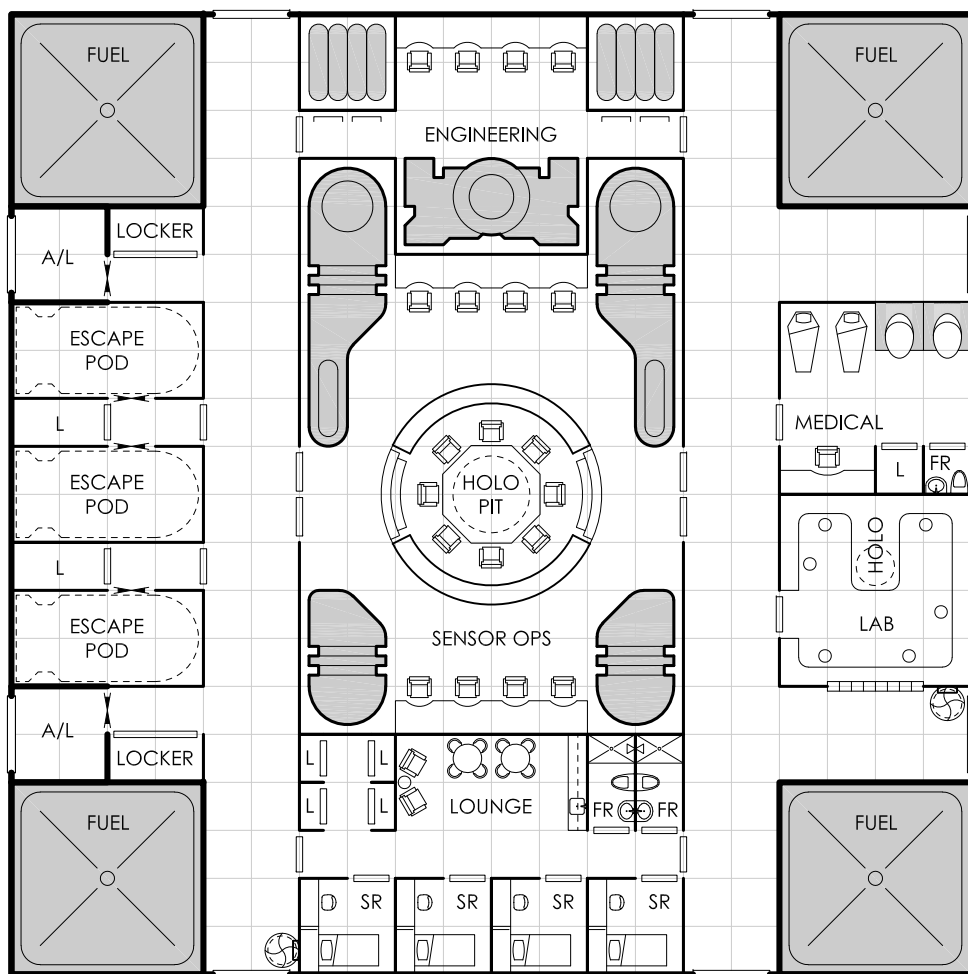 FUEL
FUEL
ENGINEERING
LOCKER
A/L
ESCAPE
POD
L
MEDICAL
L
FR
ESCAPE
POD
HOLO
PIT
HOLO
L
ESCAPE
POD
SENSOR OPS
LAB
A/L
LOCKER
L
L
L
L
LOUNGE
FR
FR
FUEL
FUEL
SR
SR
SR
SR